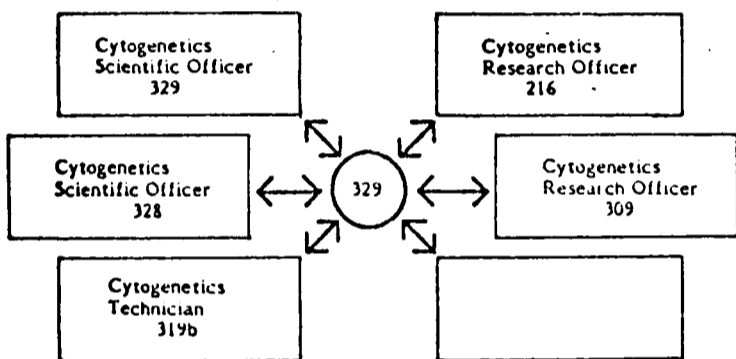 Cytogenetics
Scientific Officer
329
Cytogenetics
Research Officer
216
Cytogenetics
Scientific Officer
328
329
Cytogenetics
Research Officer
309
Cytogenetics
Technician
319b